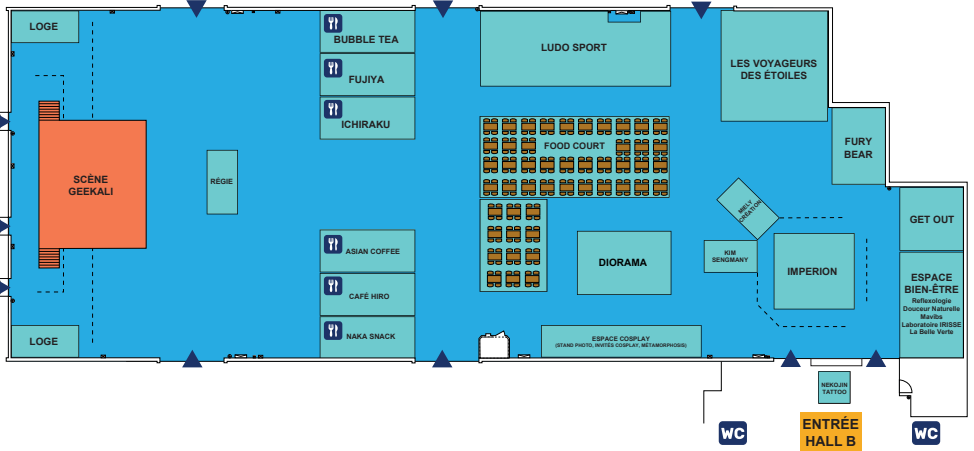 LOGE
BUBBLE TEA
FUJIYA
ICHIRAKU
LUDO SPORT
LES VOYAGEURS
DES ÉTOILES
FURY
BEAR
FOOD COURT
SCÈNE
GEEKALI
RÉGIE
MIELY
CRÉATION
GET OUT
ASIAN COFFEE
CAFÉ HIRO
NAKA SNACK
DIORAMA
KIM
SENGMANY
IMPERION
ESPACE
BIEN-ÊTRE
Reflexologie
Douceur Naturelle
Mavibs
Laboratoire IRISSE
La Belle Verte
LOGE
ESPACE COSPLAY
(STAND PHOTO, INVITÉS COSPLAY, MÉTAMORPHOSIS)
NEKOJIN
TATTOO
WC
ENTRÉE
HALL B
WC